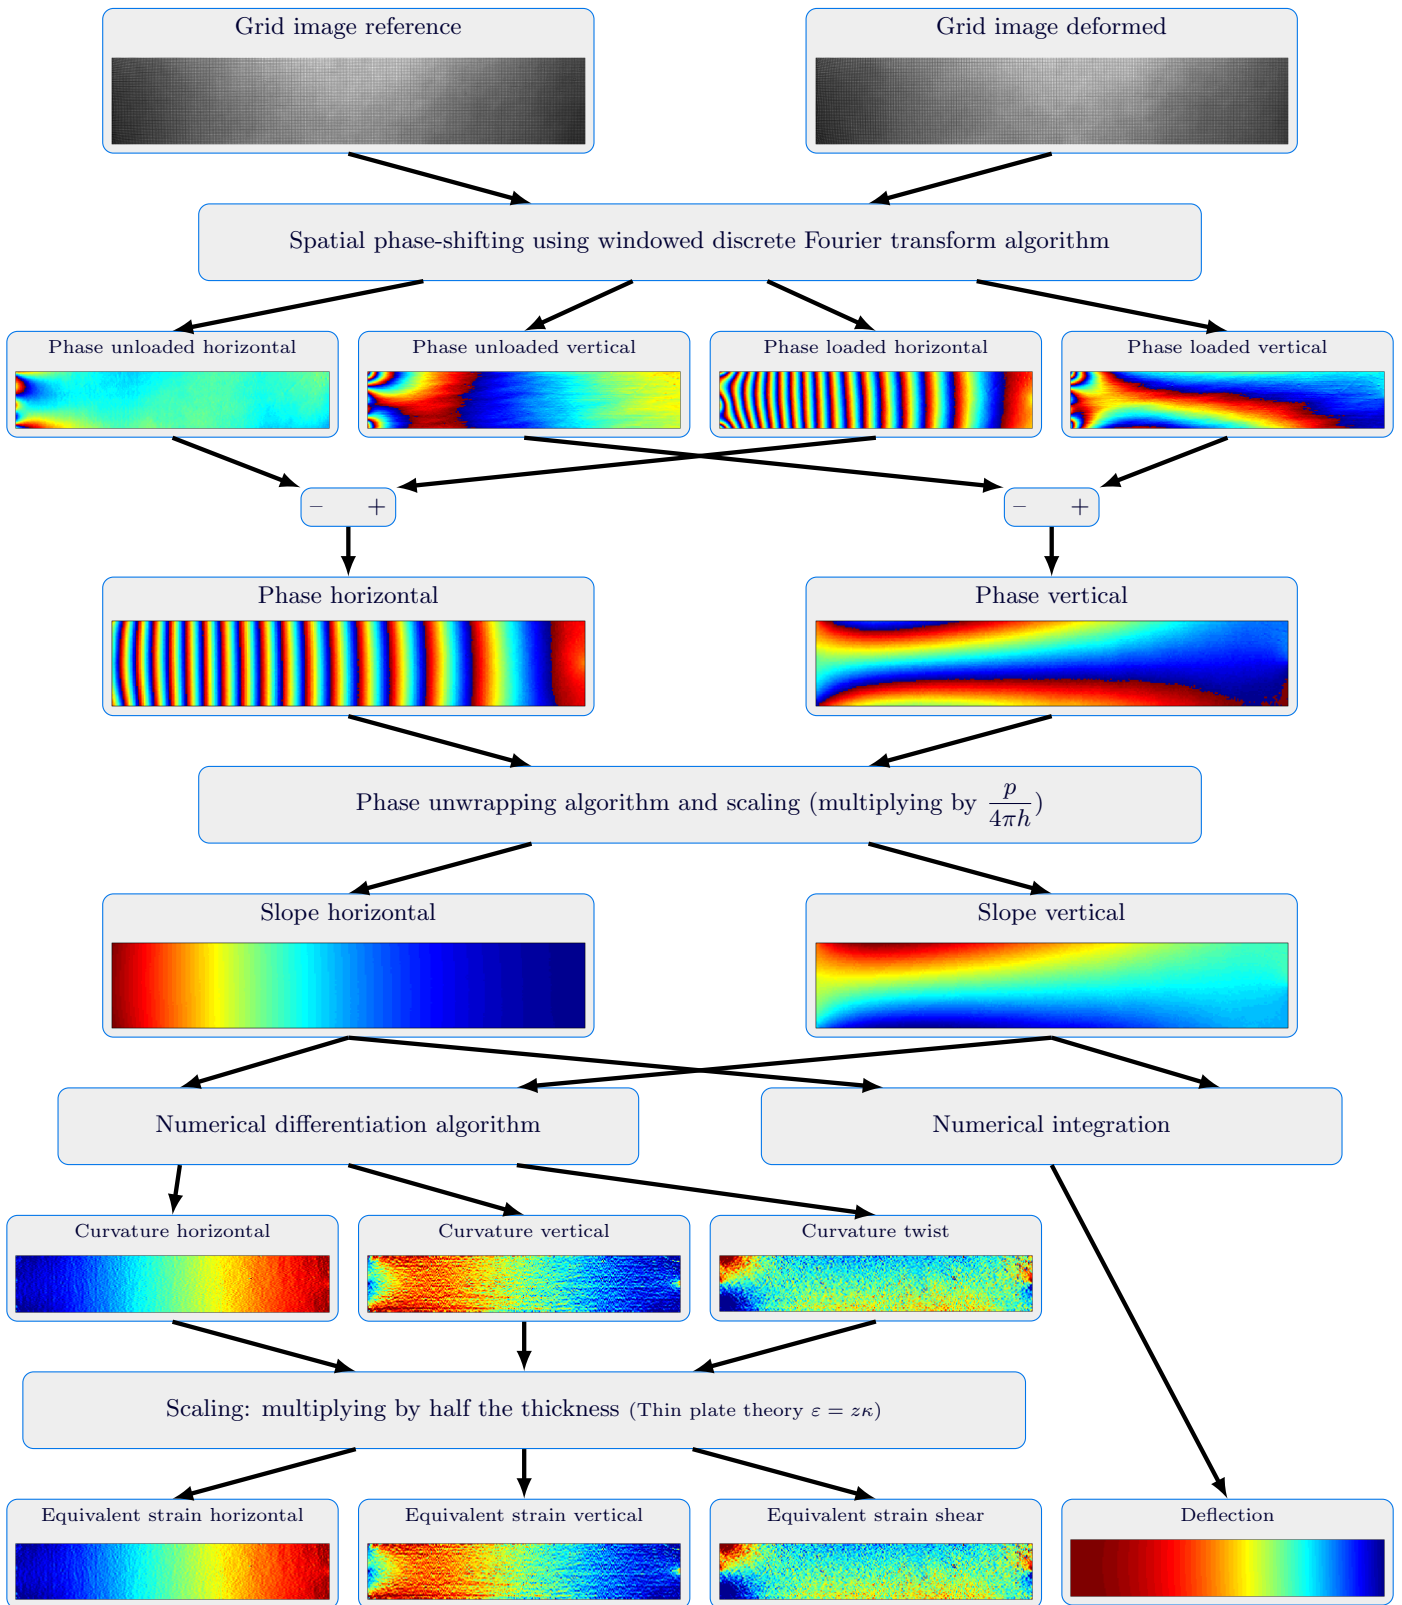 Grid image reference
Grid image deformed
Spatial phase-shifting using windowed discrete Fourier transform algorithm
Phase unloaded horizontal
Phase unloaded vertical
Phase loaded horizontal
Phase loaded vertical
– +
– +
Phase horizontal
Phase vertical
Phase unwrapping algorithm and scaling (multiplying by p/4πh)
Slope horizontal
Slope vertical
Numerical differentiation algorithm
Numerical integration
Curvature horizontal
Curvature vertical
Curvature twist
Scaling: multiplying by half the thickness (Thin plate theory ε = zκ)
Equivalent strain horizontal
Equivalent strain vertical
Equivalent strain shear
Deflection